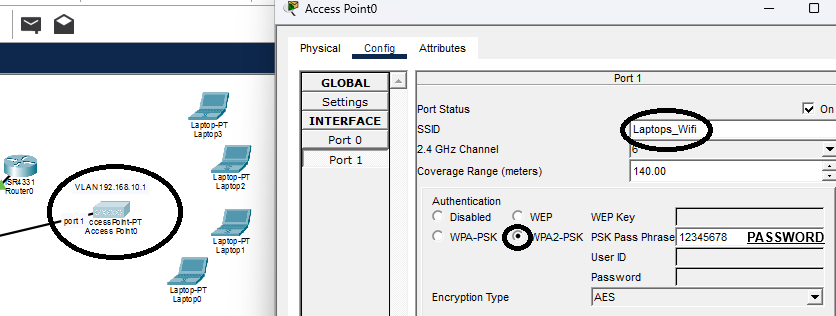 Access Point0
Physical
Config
Attributes
GLOBAL
Settings
INTERFACE
Port 0
Port 1
Port 1
Port Status
On
SSID
Laptops_Wifi
2.4 GHz Channel
6
Coverage Range (meters)
140.00
Authentication
Disabled
WEP
WEP Key
WPA-PSK
WPA2-PSK
PSK Pass Phrase
12345678
PASSWORD
User ID
Password
Encryption Type
AES
Laptop-PT
Laptop3
Laptop-PT
Laptop2
SR4331
Router0
VLAN192.168.10.1
port 1
ccessPoint-PT
Access Point0
Laptop-PT
Laptop1
Laptop-PT
Laptop0